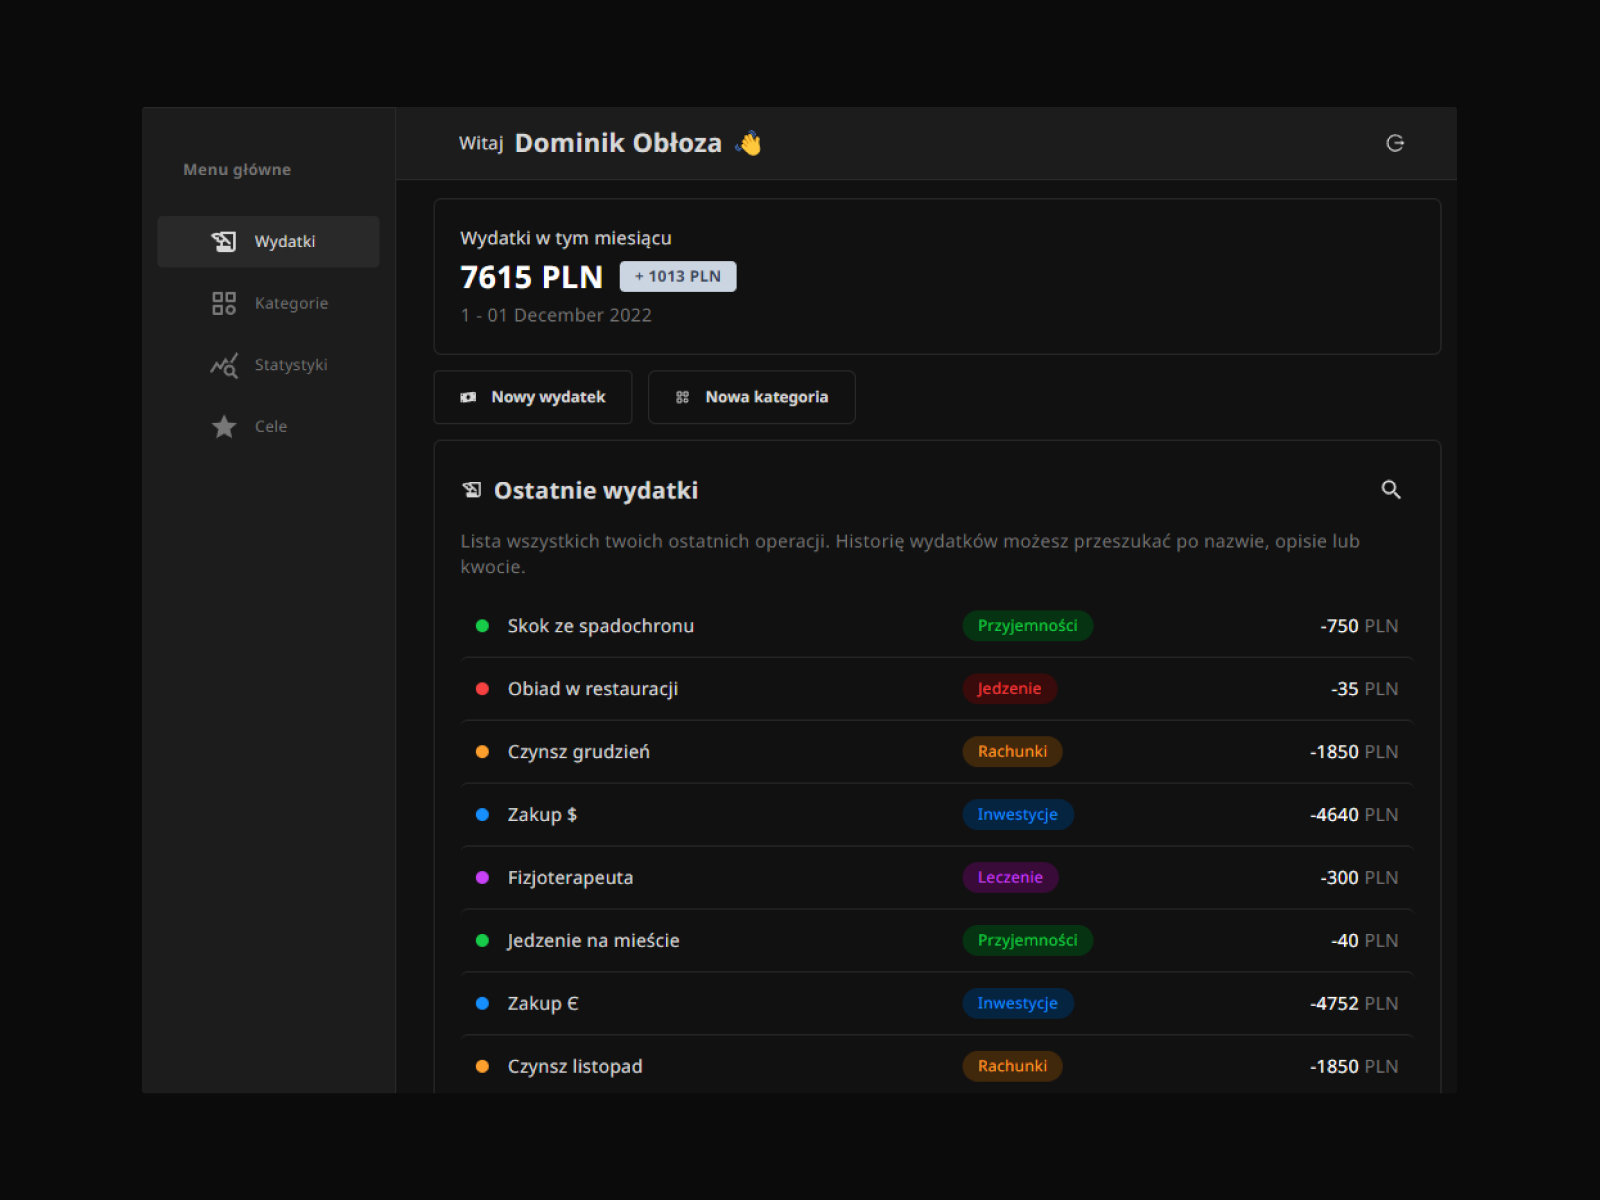 Menu główne
Wydatki
Kategorie
Statystyki
Cele
Witaj Dominik Obłoza 👋
Wydatki w tym miesiącu
7615 PLN + 1013 PLN
1 - 01 December 2022
Nowy wydatek Nowa kategoria
Ostatnie wydatki
Lista wszystkich twoich ostatnich operacji. Historię wydatków możesz przeszukać po nazwie, opisie lub
kwocie.
Skok ze spadochronu Przyjemności -750 PLN
Obiad w restauracji Jedzenie -35 PLN
Czynsz grudzień Rachunki -1850 PLN
Zakup $ Inwestycje -4640 PLN
Fizjoterapeuta Leczenie -300 PLN
Jedzenie na mieście Przyjemności -40 PLN
Zakup Є Inwestycje -4752 PLN
Czynsz listopad Rachunki -1850 PLN